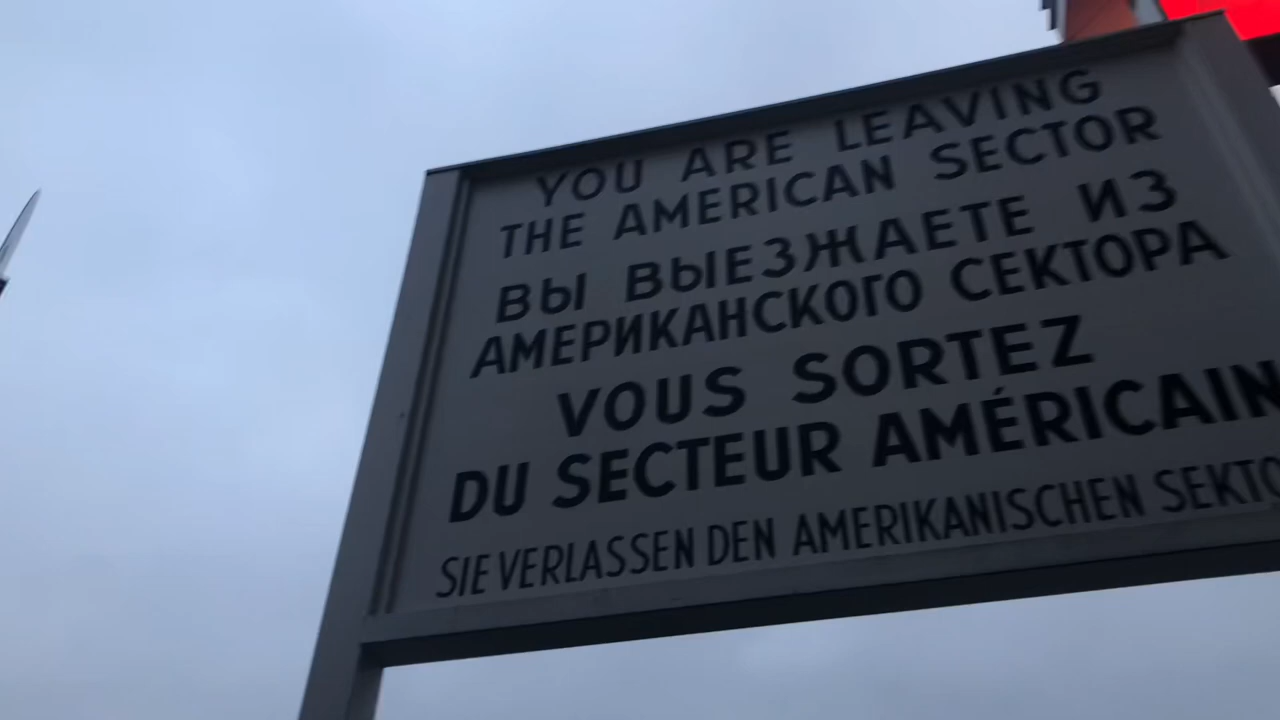 YOU ARE LEAVING
THE AMERICAN SECTOR
ВЫ ВЫЕЗЖАЕТЕ ИЗ
АМЕРИКАНСКОГО СЕКТОРА
VOUS SORTEZ
DU SECTEUR AMÉRICAIN
SIE VERLASSEN DEN AMERIKANISCHEN SEKTO